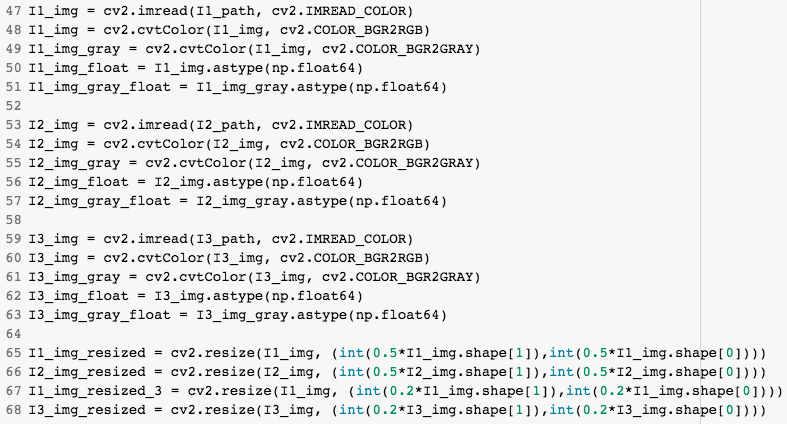 47 I1_img = cv2.imread(I1_path, cv2.IMREAD_COLOR)
48 I1_img = cv2.cvtColor(I1_img, cv2.COLOR_BGR2RGB)
49 I1_img_gray = cv2.cvtColor(I1_img, cv2.COLOR_BGR2GRAY)
50 I1_img_float = I1_img.astype(np.float64)
51 I1_img_gray_float = I1_img_gray.astype(np.float64)
52
53 I2_img = cv2.imread(I2_path, cv2.IMREAD_COLOR)
54 I2_img = cv2.cvtColor(I2_img, cv2.COLOR_BGR2RGB)
55 I2_img_gray = cv2.cvtColor(I2_img, cv2.COLOR_BGR2GRAY)
56 I2_img_float = I2_img.astype(np.float64)
57 I2_img_gray_float = I2_img_gray.astype(np.float64)
58
59 I3_img = cv2.imread(I3_path, cv2.IMREAD_COLOR)
60 I3_img = cv2.cvtColor(I3_img, cv2.COLOR_BGR2RGB)
61 I3_img_gray = cv2.cvtColor(I3_img, cv2.COLOR_BGR2GRAY)
62 I3_img_float = I3_img.astype(np.float64)
63 I3_img_gray_float = I3_img_gray.astype(np.float64)
64
65 I1_img_resized = cv2.resize(I1_img, (int(0.5*I1_img.shape[1]),int(0.5*I1_img.shape[0])))
66 I2_img_resized = cv2.resize(I2_img, (int(0.5*I2_img.shape[1]),int(0.5*I2_img.shape[0])))
67 I1_img_resized_3 = cv2.resize(I1_img, (int(0.2*I1_img.shape[1]),int(0.2*I1_img.shape[0])))
68 I3_img_resized = cv2.resize(I3_img, (int(0.2*I3_img.shape[1]),int(0.2*I3_img.shape[0])))